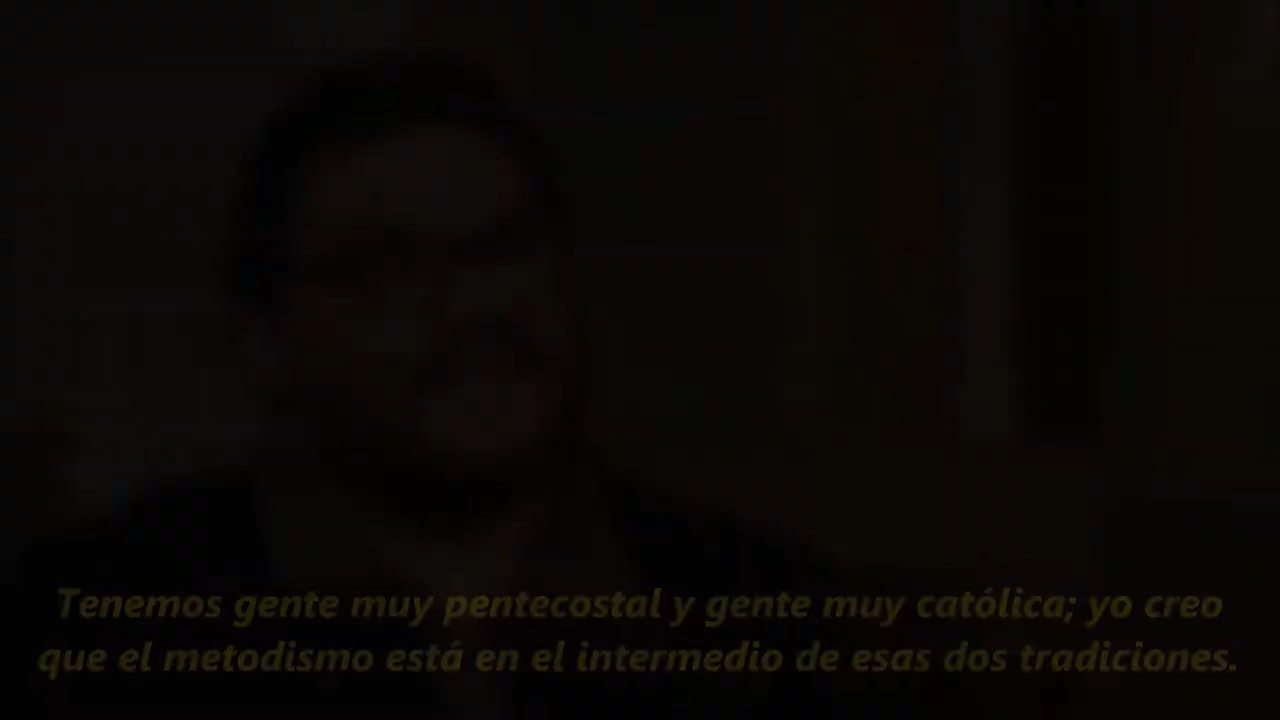 Tenemos gente muy pentecostal y gente muy católica; yo creo
que el metodismo está en el intermedio de esas dos tradiciones.